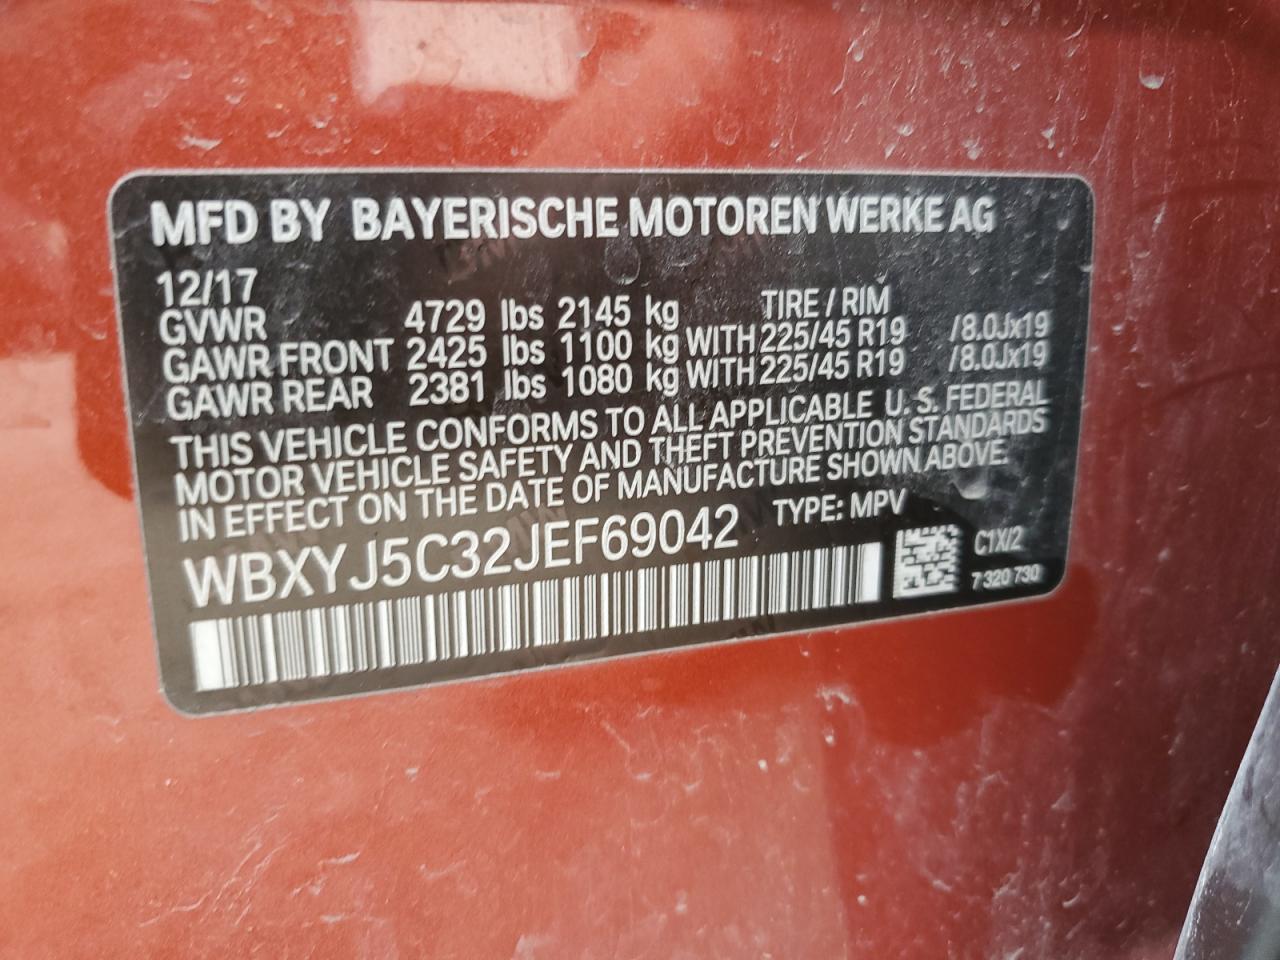 MFD BY BAYERISCHE MOTOREN WERKE AG
12/17
GVWR 4729 lbs 2145 kg TIRE / RIM
GAWR FRONT 2425 lbs 1100 kg WITH 225/45 R19 /8.0Jx19
GAWR REAR 2381 lbs 1080 kg WITH 225/45 R19 /8.0Jx19
THIS VEHICLE CONFORMS TO ALL APPLICABLE U.S. FEDERAL
MOTOR VEHICLE SAFETY AND THEFT PREVENTION STANDARDS
IN EFFECT ON THE DATE OF MANUFACTURE SHOWN ABOVE.
WBXYJ5C32JEF69042 TYPE: MPV
C1X/2
7 320 730